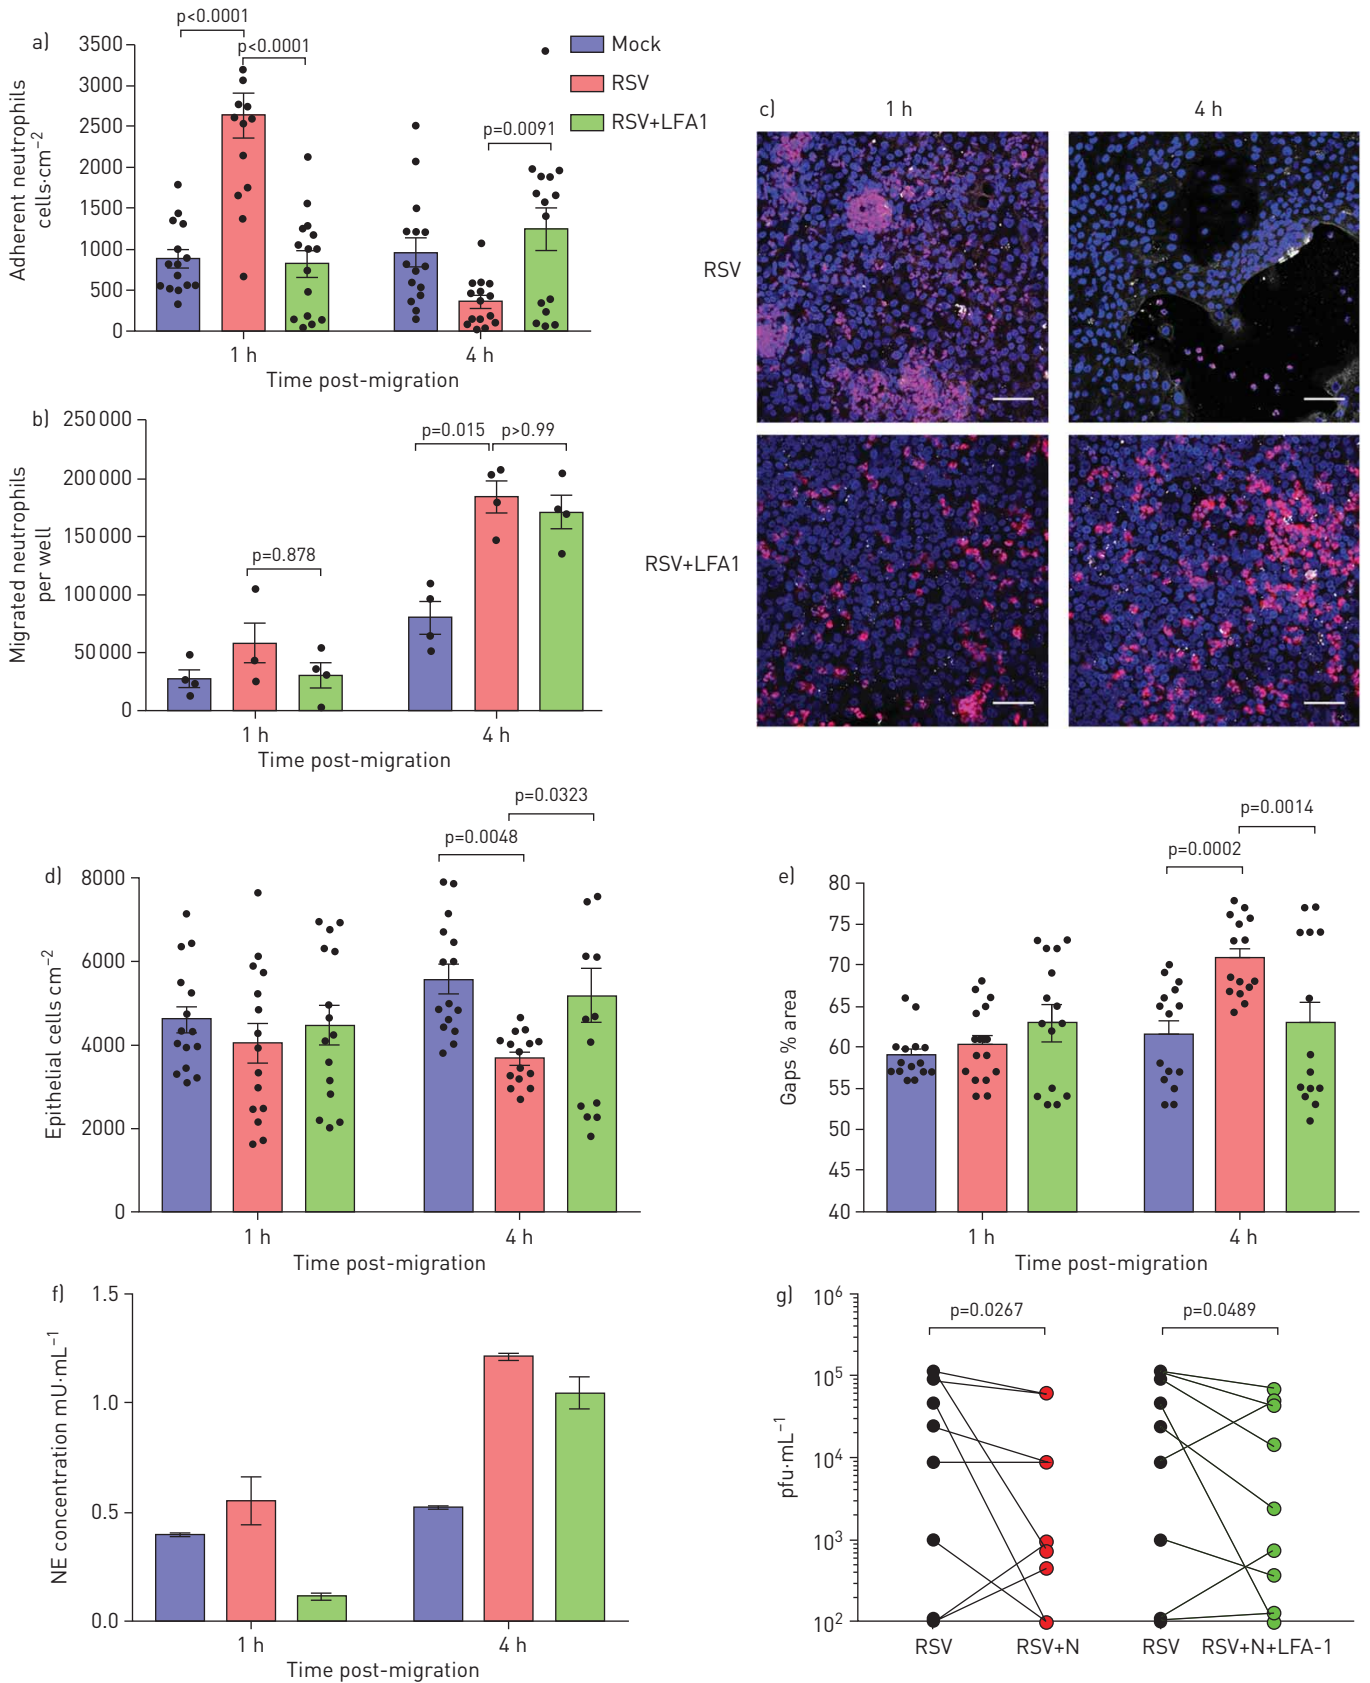 a)
p<0.0001
p<0.0001
p=0.0091
Mock
RSV
RSV+LFA1
Adherent neutrophils
cells·cm−2
3500
3000
2500
2000
1500
1000
500
0
1 h
4 h
Time post-migration
b)
p=0.878
p=0.015
p>0.99
Migrated neutrophils
per well
250 000
200 000
150 000
100 000
50 000
0
1 h
4 h
Time post-migration
c)
1 h
4 h
RSV
RSV+LFA1
d)
p=0.0048
p=0.0323
Epithelial cells cm−2
8000
6000
4000
2000
0
1 h
4 h
Time post-migration
e)
p=0.0002
p=0.0014
Gaps % area
80
75
70
65
60
55
50
45
40
1 h
4 h
Time post-migration
f)
NE concentration mU·mL−1
1.5
1.0
0.5
0.0
1 h
4 h
Time post-migration
g)
p=0.0267
p=0.0489
pfu·mL−1
10^6
10^5
10^4
10^3
10^2
RSV
RSV+N
RSV
RSV+N+LFA-1